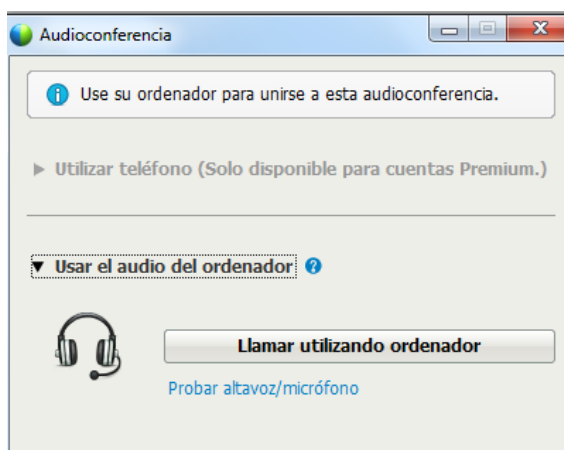 Audioconferencia
Use su ordenador para unirse a esta audioconferencia.
Utilizar teléfono (Solo disponible para cuentas Premium.)
Usar el audio del ordenador
Llamar utilizando ordenador
Probar altavoz/micrófono